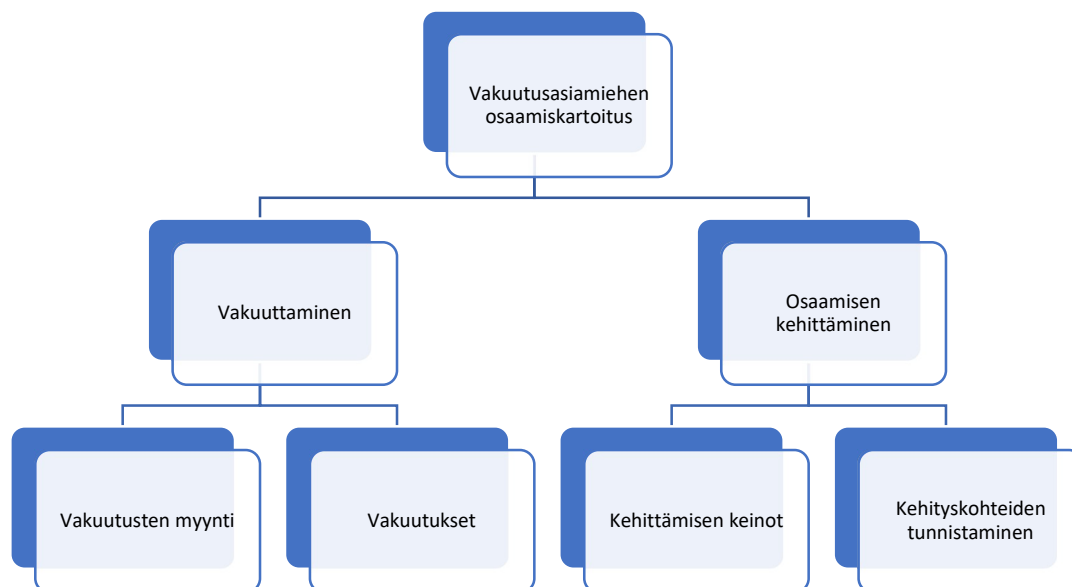 Vakuutusasiamiehen
osaamiskartoitus
Vakuuttaminen
Osaamisen
kehittäminen
Vakuutusten myynti
Vakuutukset
Kehittämisen keinot
Kehityskohteiden
tunnistaminen